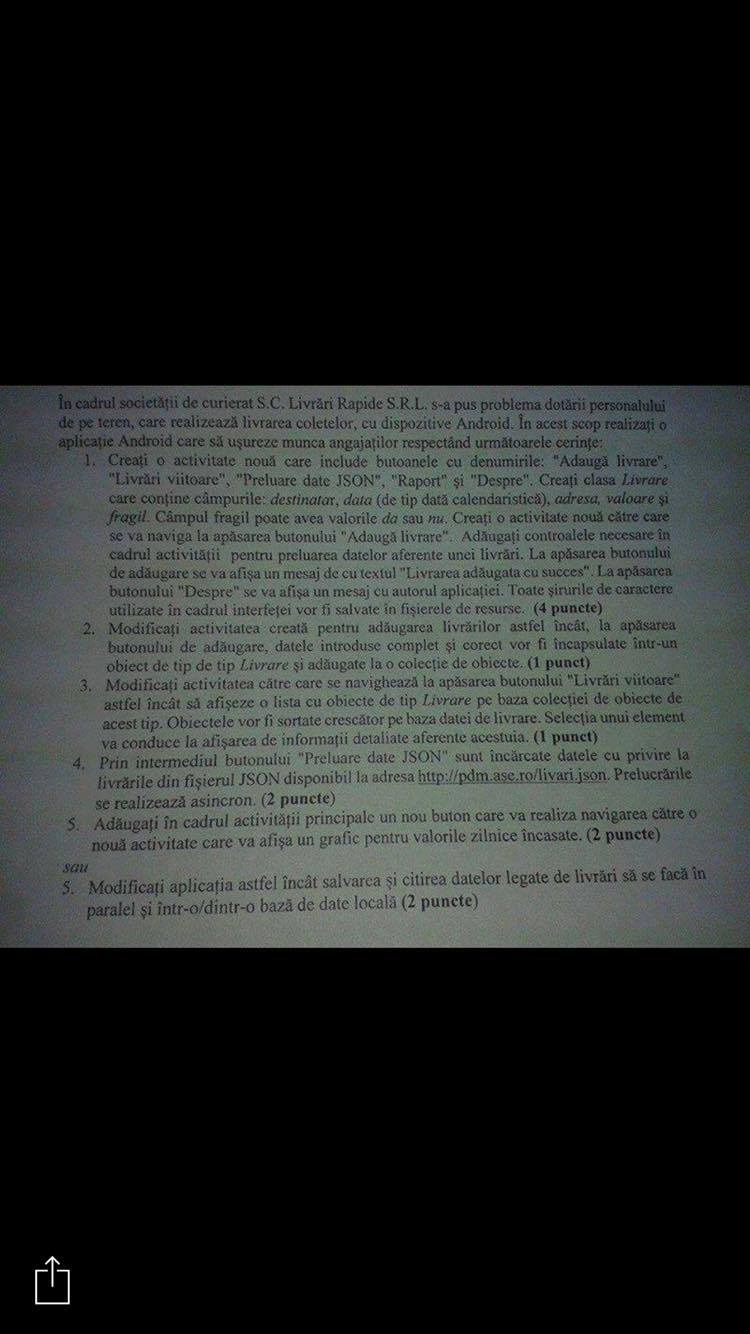 În cadrul societății de curierat S.C. Livrări Rapide S.R.L. s-a pus problema dotării personalului
de pe teren, care realizează livrarea coletelor, cu dispozitive Android. În acest scop realizați o
aplicație Android care să ușureze munca angajaților respectând următoarele cerințe:
1. Creați o activitate nouă care include butoanele cu denumirile: "Adaugă livrare",
"Livrări viitoare", "Preluare date JSON", "Raport" și "Despre". Creați clasa Livrare
care conține câmpurile: destinatar, data (de tip dată calendaristică), adresa, valoare și
fragil. Câmpul fragil poate avea valorile da sau nu. Creați o activitate nouă către care
se va naviga la apăsarea butonului "Adaugă livrare". Adăugați controalele necesare în
cadrul activității pentru preluarea datelor aferente unei livrări. La apăsarea butonului
de adăugare se va afișa un mesaj de cu textul "Livrarea adăugata cu succes". La apăsarea
butonului "Despre" se va afișa un mesaj cu autorul aplicației. Toate șirurile de caractere
utilizate în cadrul interfeței vor fi salvate în fișierele de resurse. (4 puncte)
2. Modificați activitatea creată pentru adăugarea livrărilor astfel încât, la apăsarea
butonului de adăugare, datele introduse complet și corect vor fi încapsulate într-un
obiect de tip de tip Livrare și adăugate la o colecție de obiecte. (1 punct)
3. Modificați activitatea către care se navighează la apăsarea butonului "Livrări viitoare"
astfel încât să afișeze o lista cu obiecte de tip Livrare pe baza colecției de obiecte de
acest tip. Obiectele vor fi sortate crescător pe baza datei de livrare. Selecția unui element
va conduce la afișarea de informații detaliate aferente acestuia. (1 punct)
4. Prin intermediul butonului "Preluare date JSON" sunt încărcate datele cu privire la
livrările din fișierul JSON disponibil la adresa http://pdm.ase.ro/livari.json. Prelucrările
se realizează asincron. (2 puncte)
5. Adăugați în cadrul activității principale un nou buton care va realiza navigarea către o
nouă activitate care va afișa un grafic pentru valorile zilnice încasate. (2 puncte)
sau
5. Modificați aplicația astfel încât salvarea și citirea datelor legate de livrări să se facă în
paralel și într-o/dintr-o bază de date locală (2 puncte)